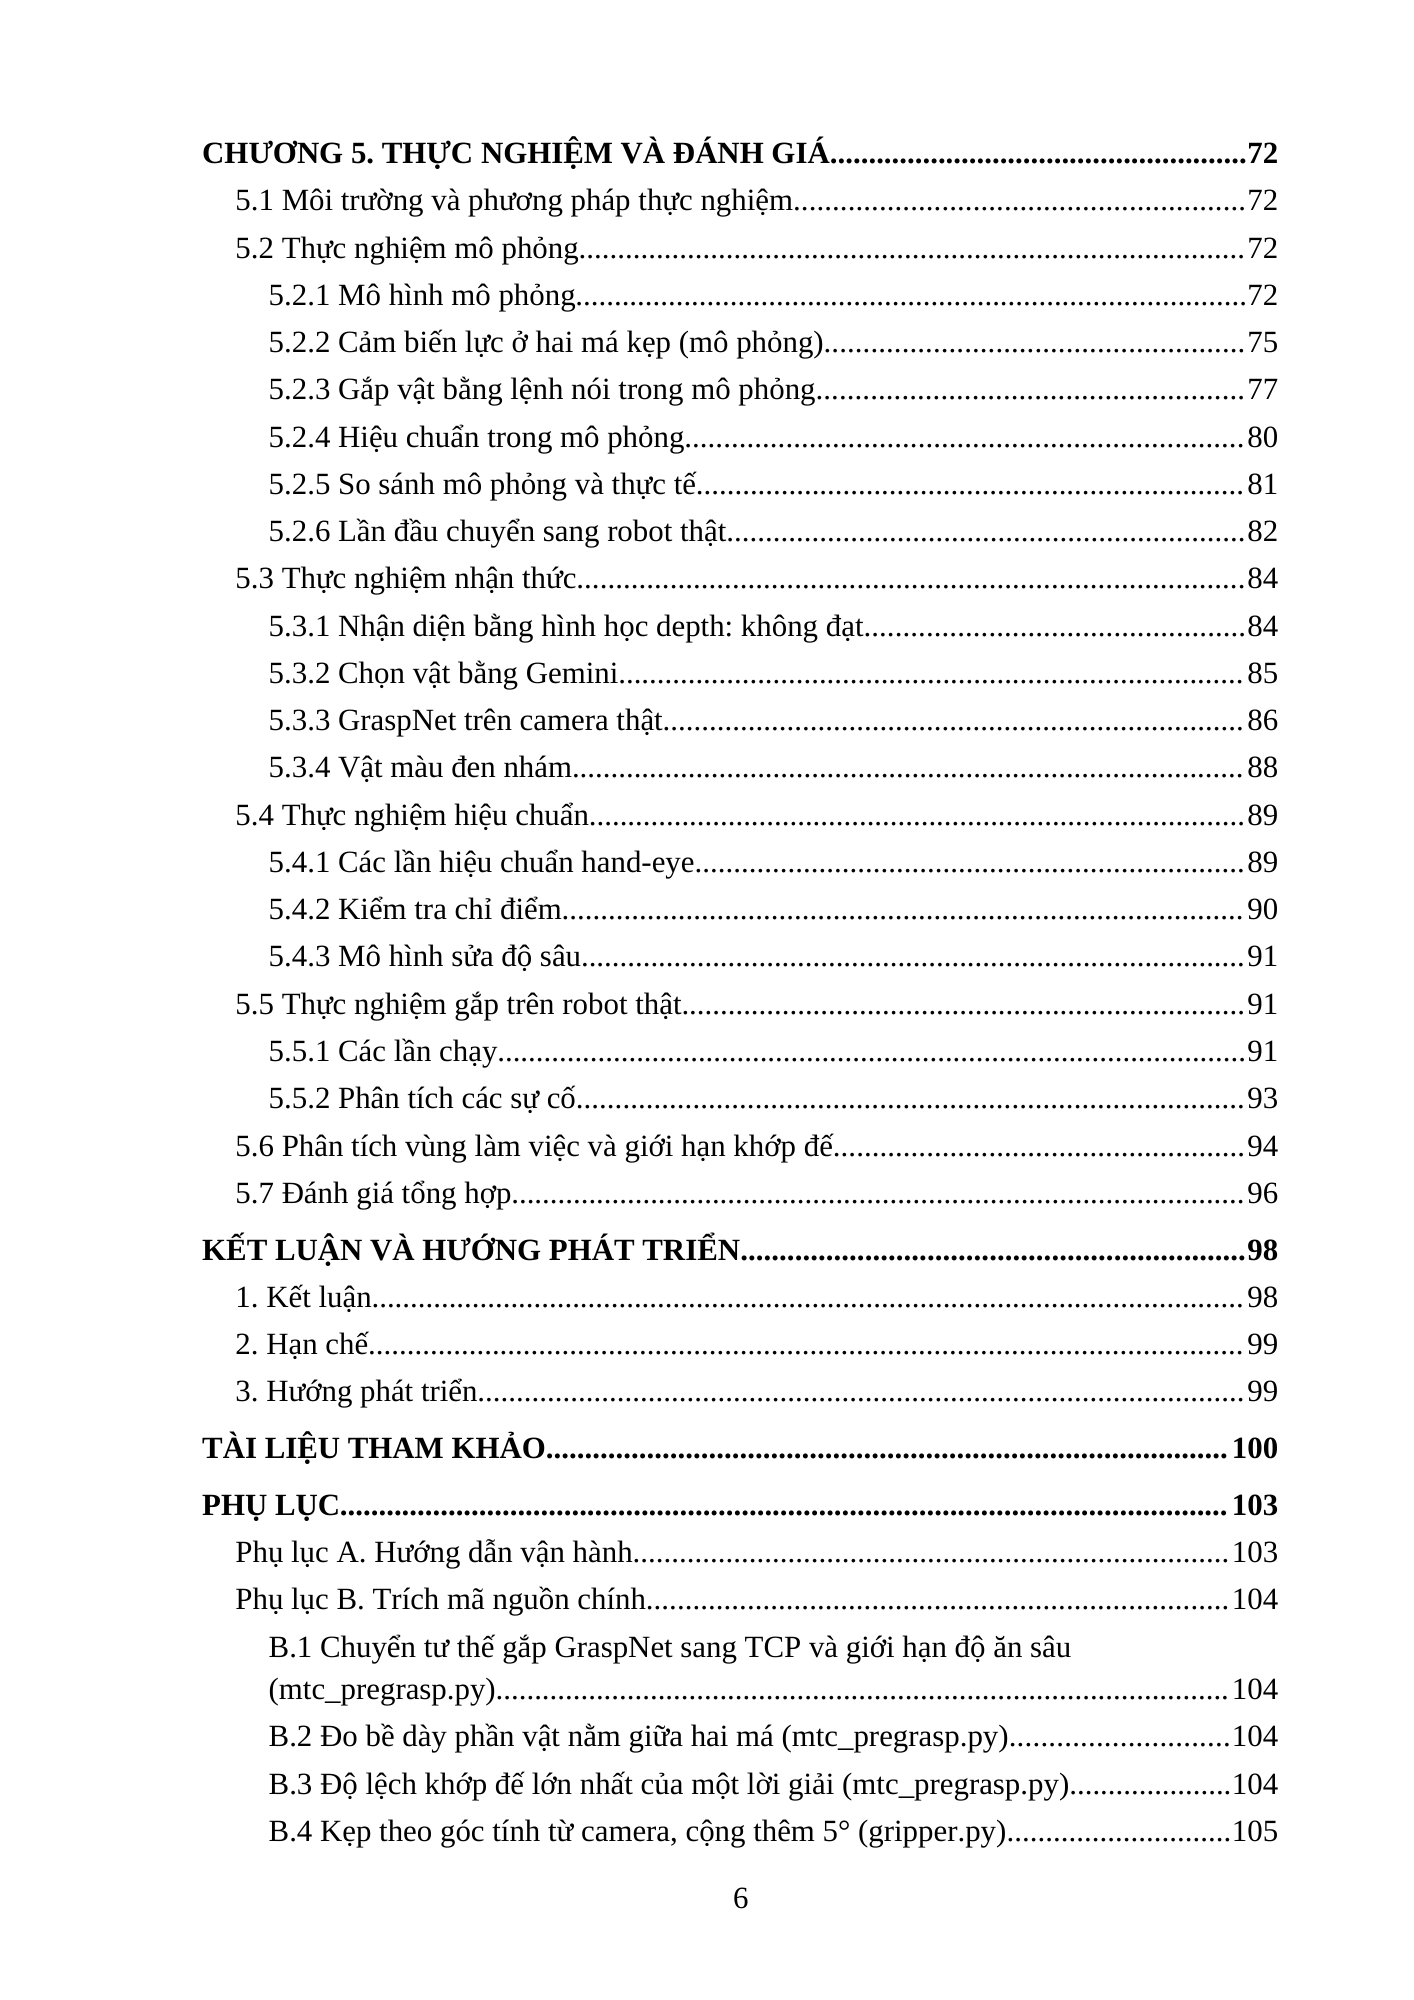 CHƯƠNG 5. THỰC NGHIỆM VÀ ĐÁNH GIÁ.....................................................72
5.1 Môi trường và phương pháp thực nghiệm.........................................................72
5.2 Thực nghiệm mô phỏng.....................................................................................72
5.2.1 Mô hình mô phỏng......................................................................................72
5.2.2 Cảm biến lực ở hai má kẹp (mô phỏng).....................................................75
5.2.3 Gắp vật bằng lệnh nói trong mô phỏng.......................................................77
5.2.4 Hiệu chuẩn trong mô phỏng.......................................................................80
5.2.5 So sánh mô phỏng và thực tế......................................................................81
5.2.6 Lần đầu chuyển sang robot thật..................................................................82
5.3 Thực nghiệm nhận thức.....................................................................................84
5.3.1 Nhận diện bằng hình học depth: không đạt................................................84
5.3.2 Chọn vật bằng Gemini................................................................................85
5.3.3 GraspNet trên camera thật..........................................................................86
5.3.4 Vật màu đen nhám......................................................................................88
5.4 Thực nghiệm hiệu chuẩn...................................................................................89
5.4.1 Các lần hiệu chuẩn hand-eye......................................................................89
5.4.2 Kiểm tra chỉ điểm.......................................................................................90
5.4.3 Mô hình sửa độ sâu.....................................................................................91
5.5 Thực nghiệm gắp trên robot thật.......................................................................91
5.5.1 Các lần chạy................................................................................................91
5.5.2 Phân tích các sự cố......................................................................................93
5.6 Phân tích vùng làm việc và giới hạn khớp đế....................................................94
5.7 Đánh giá tổng hợp.............................................................................................96
KẾT LUẬN VÀ HƯỚNG PHÁT TRIỂN.................................................................98
1. Kết luận................................................................................................................98
2. Hạn chế................................................................................................................99
3. Hướng phát triển..................................................................................................99
TÀI LIỆU THAM KHẢO.......................................................................................100
PHỤ LỤC.................................................................................................................103
Phụ lục A. Hướng dẫn vận hành............................................................................103
Phụ lục B. Trích mã nguồn chính..........................................................................104
B.1 Chuyển tư thế gắp GraspNet sang TCP và giới hạn độ ăn sâu
(mtc_pregrasp.py)..............................................................................................104
B.2 Đo bề dày phần vật nằm giữa hai má (mtc_pregrasp.py)............................104
B.3 Độ lệch khớp đế lớn nhất của một lời giải (mtc_pregrasp.py).....................104
B.4 Kẹp theo góc tính từ camera, cộng thêm 5° (gripper.py).............................105
6